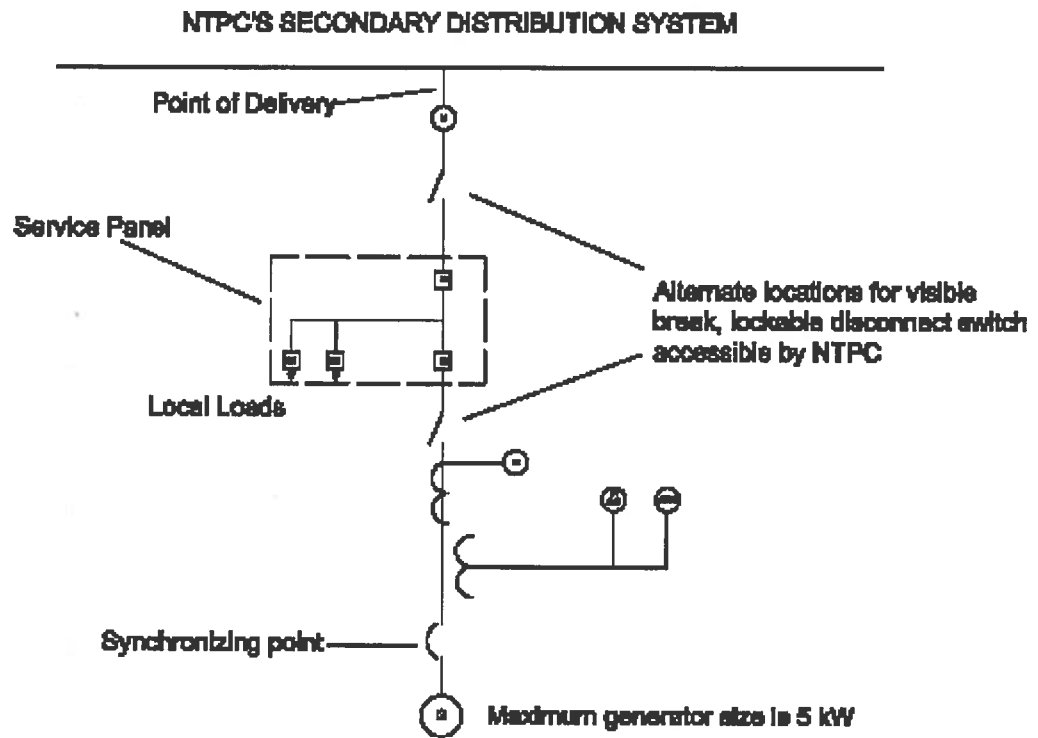 NTPC'S SECONDARY DISTRIBUTION SYSTEM
Point of Delivery
Service Panel
Alternate locations for visible
break, lockable disconnect switch
accessible by NTPC
Local Loads
Synchronizing point
Maximum generator size is 5 kW